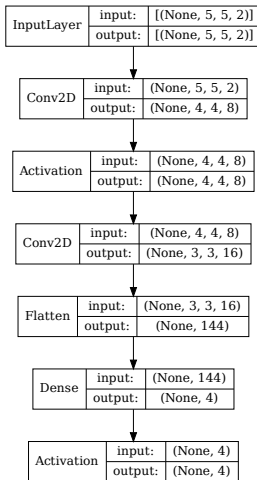 InputLayer input: [(None, 5, 5, 2)]
output: [(None, 5, 5, 2)]
Conv2D input: (None, 5, 5, 2)
output: (None, 4, 4, 8)
Activation input: (None, 4, 4, 8)
output: (None, 4, 4, 8)
Conv2D input: (None, 4, 4, 8)
output: (None, 3, 3, 16)
Flatten input: (None, 3, 3, 16)
output: (None, 144)
Dense input: (None, 144)
output: (None, 4)
Activation input: (None, 4)
output: (None, 4)